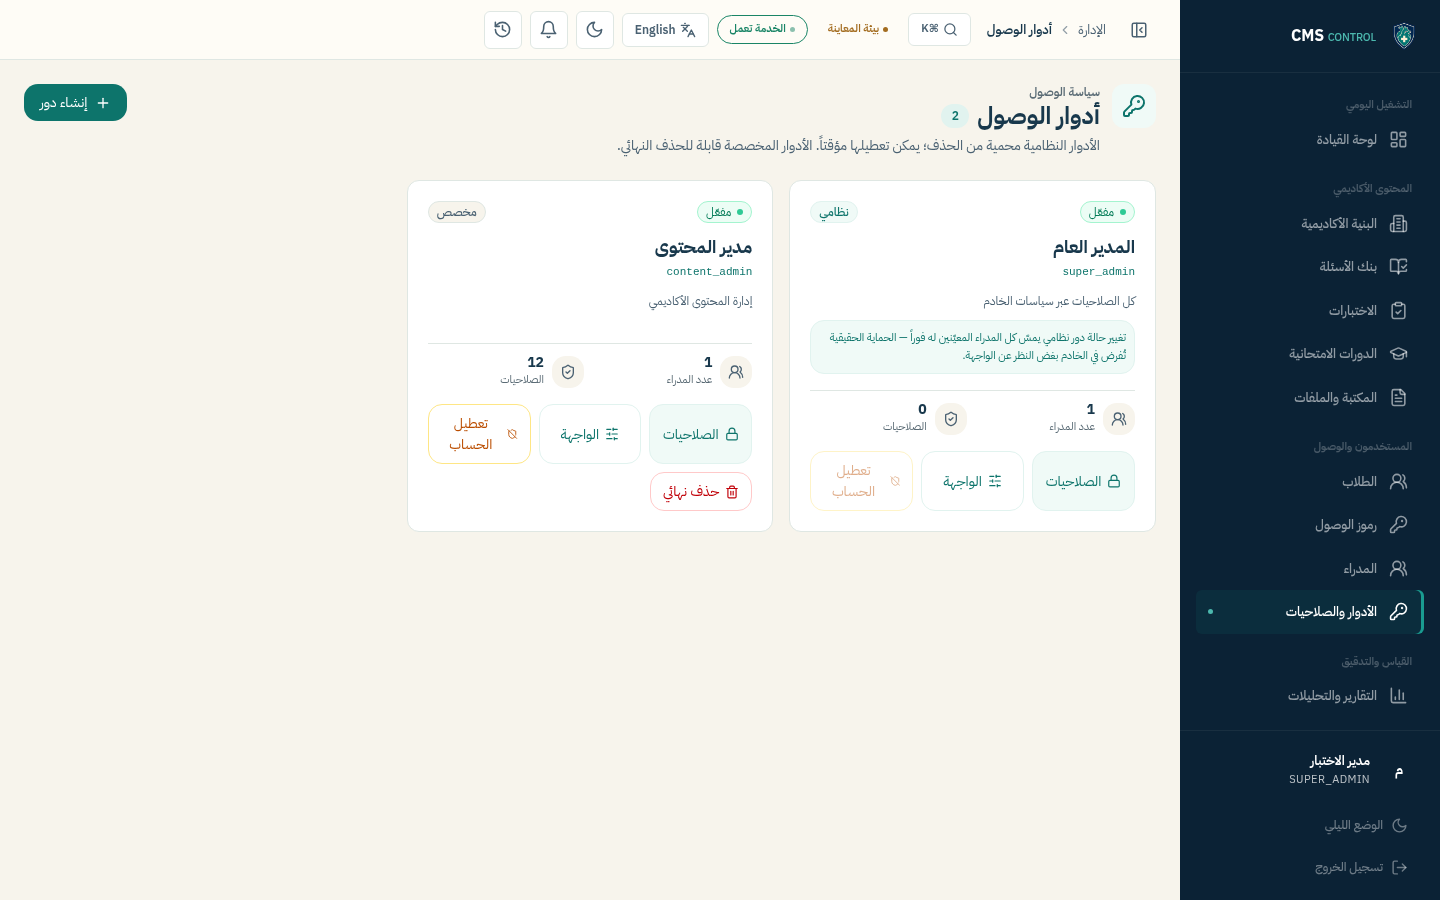 CMS CONTROL
التشغيل اليومي
لوحة القيادة
المحتوى الأكاديمي
البنية الأكاديمية
بنك الأسئلة
الاختبارات
الدورات الامتحانية
المكتبة والملفات
المستخدمون والوصول
الطلاب
رموز الوصول
المدراء
الأدوار والصلاحيات
القياس والتدقيق
التقارير والتحليلات
م
مدير الاختبار
SUPER_ADMIN
الوضع الليلي
تسجيل الخروج
الإدارة
أدوار الوصول
K⌘
بيئة المعاينة
الخدمة تعمل
English
سياسة الوصول
أدوار الوصول 2
الأدوار النظامية محمية من الحذف؛ يمكن تعطيلها مؤقتاً. الأدوار المخصصة قابلة للحذف النهائي.
إنشاء دور
مفعّل
نظامي
المدير العام
super_admin
كل الصلاحيات عبر سياسات الخادم
تغيير حالة دور نظامي يمسّ كل المدراء المعيّنين له فوراً — الحماية الحقيقية
تُفرض في الخادم بغض النظر عن الواجهة.
1
عدد المدراء
0
الصلاحيات
الصلاحيات
الواجهة
تعطيل
الحساب
مفعّل
مخصص
مدير المحتوى
content_admin
إدارة المحتوى الأكاديمي
1
عدد المدراء
12
الصلاحيات
الصلاحيات
الواجهة
تعطيل
الحساب
حذف نهائي